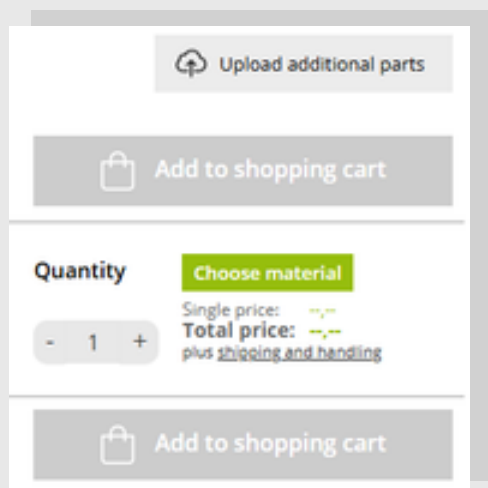 Upload additional parts
Add to shopping cart
Quantity
Choose material
Single price: --,--
Total price: --,--
- 1 +
plus shipping and handling
Add to shopping cart